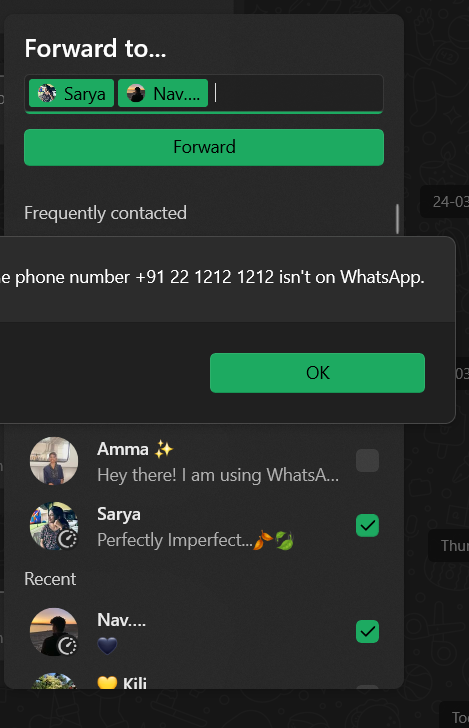 Forward to...
Sarya Nav....
Forward
Frequently contacted
24-03
phone number +91 22 1212 1212 isn't on WhatsApp.
OK
03
Amma ✨
Hey there! I am using WhatsA...
Sarya
Perfectly Imperfect...🍂🍃
Thur
Recent
Nav....
🖤
💛 Kili